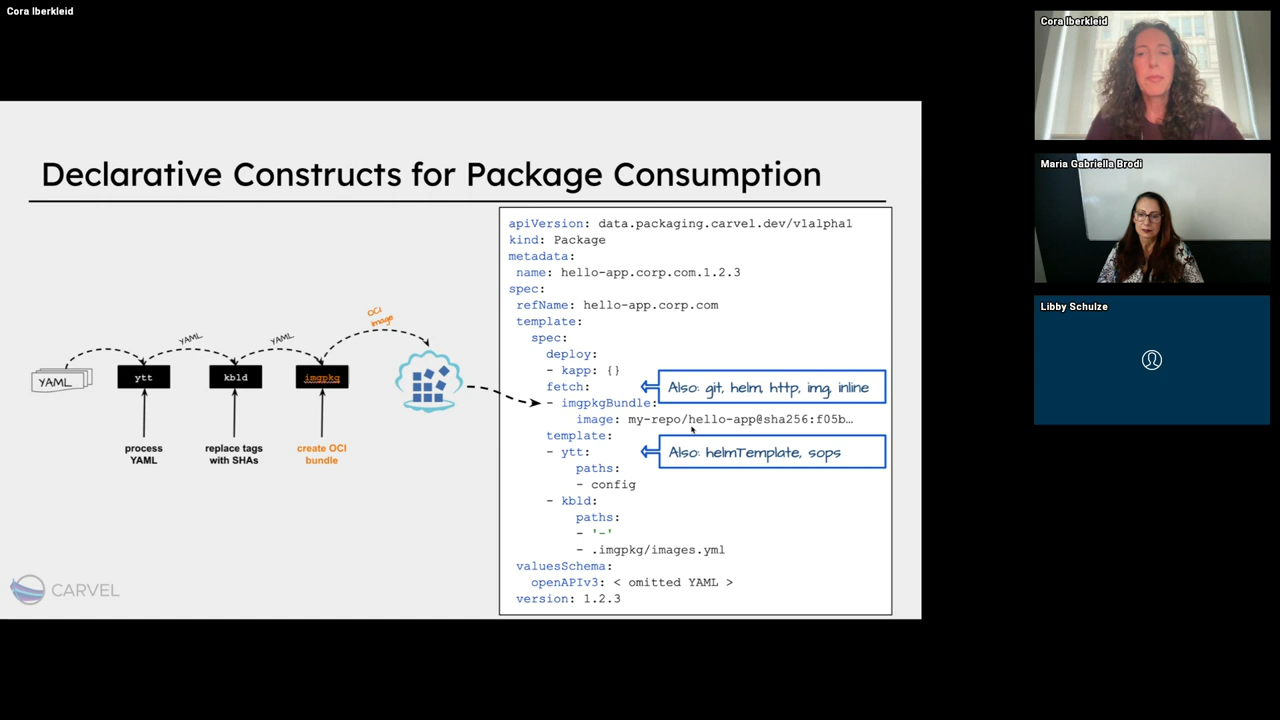 Cora Iberkleid
Declarative Constructs for Package Consumption
YAML
YAML
YAML
OCI
image
ytt
kbld
imgpkg
process
YAML
replace tags
with SHAs
create OCI
bundle
CARVEL
apiVersion: data.packaging.carvel.dev/v1alpha1
kind: Package
metadata:
name: hello-app.corp.com.1.2.3
spec:
refName: hello-app.corp.com
template:
spec:
deploy:
- kapp: {}
fetch:
- imgpkgBundle:
image: my-repo/hello-app@sha256:f05b…
template:
- ytt:
paths:
- config
- kbld:
paths:
- '-'
- .imgpkg/images.yml
valuesSchema:
openAPIv3: < omitted YAML >
version: 1.2.3
Also: git, helm, http, img, inline
Also: helmTemplate, sops
Cora Iberkleid
Maria Gabriella Brodi
Libby Schulze